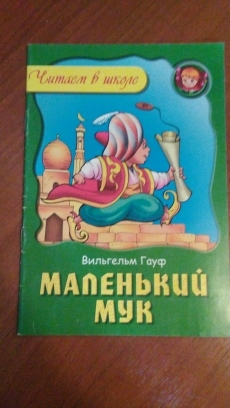 Читаем в школе
Вильгельм Гауф
МАЛЕНЬКИЙ
МУК